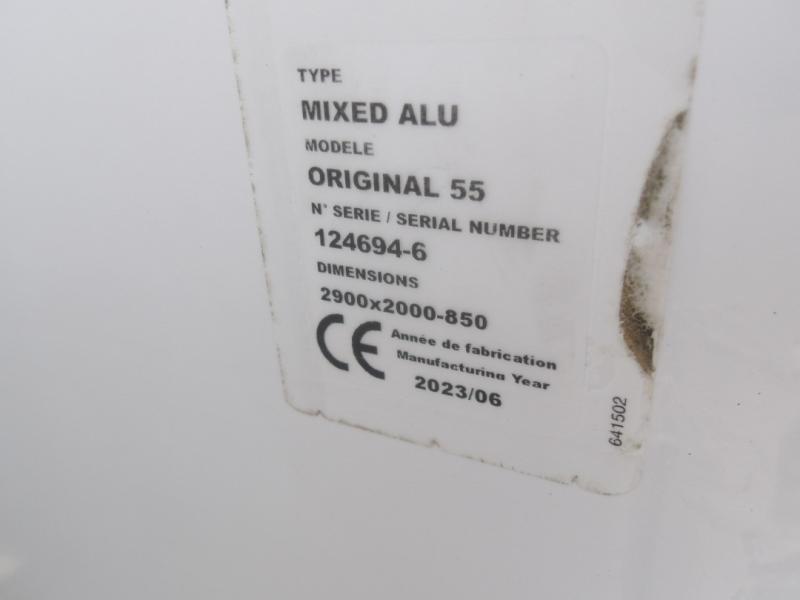 TYPE
MIXED ALU
MODELE
ORIGINAL 55
N° SERIE / SERIAL NUMBER
124694-6
DIMENSIONS
2900x2000-850
CE
Année de fabrication
Manufacturing Year
2023/06
641502